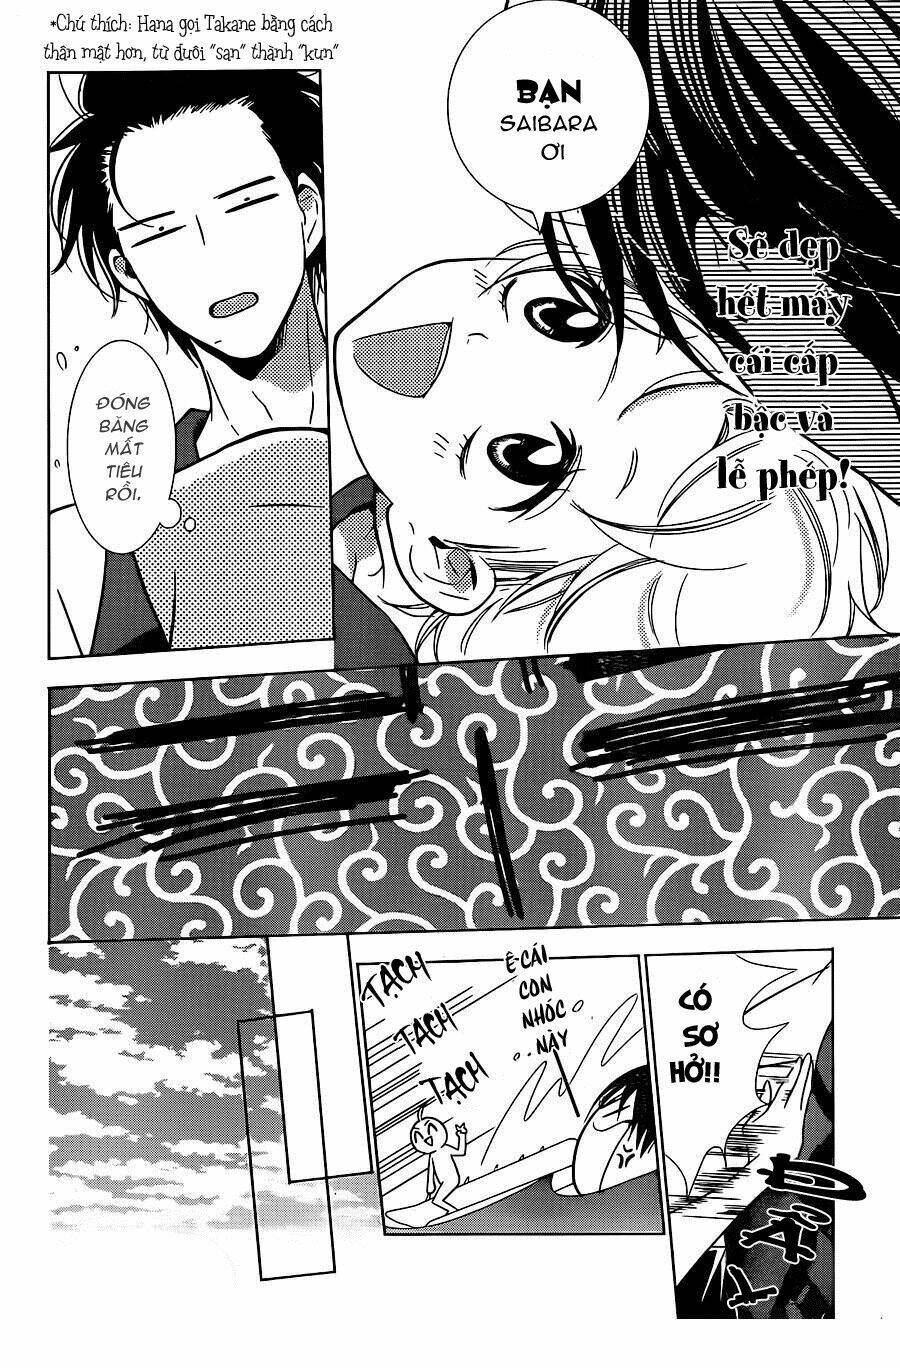 *Chú thích: Hana gọi Takane bằng cách
thân mật hơn, từ đuôi "san" thành "kun"
BẠN
SAIBARA
ƠI
Sẽ dẹp
hết mấy
cái cấp
bậc và
lễ phép!
ĐÓNG
BĂNG
MẤT
TIÊU
RỒI.
CÓ
SƠ
HỞ!!
Ê CÁI
CON
NHÓC
NÀY
TẠCH
TẠCH
TẠCH